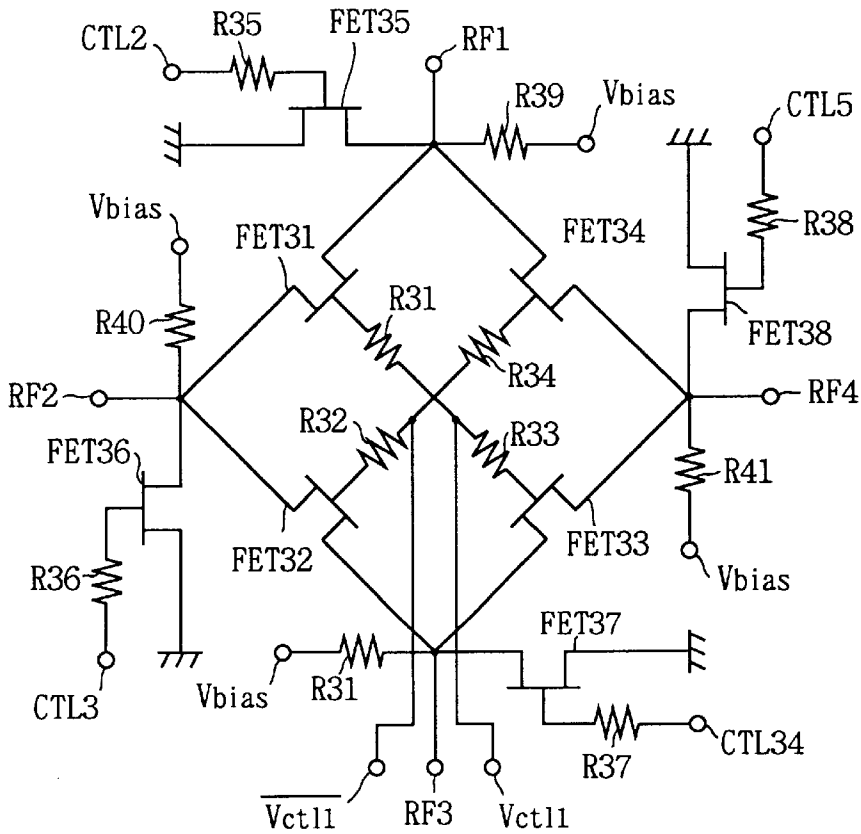 R35
FET35
RF1
CTL2
R39
Vbias
CTL5
Vbias
FET31
FET34
R38
R31
R40
FET38
R34
RF2
RF4
R32
R33
FET36
R41
FET32
FET33
R36
Vbias
FET37
Vbias
R31
CTL3
R37
CTL34
V̅c̅t̅l̅1̅
RF3
Vctl1